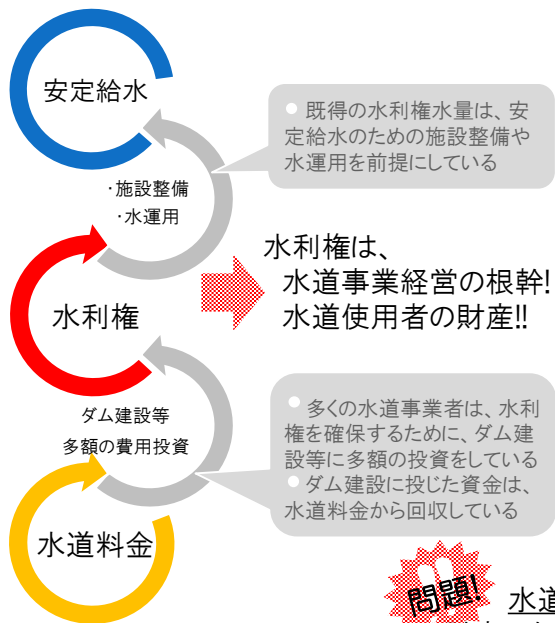 安定給水
● 既得の水利権水量は、安
定給水のための施設整備や
水運用を前提にしている
・施設整備
・水運用
水利権は、
水道事業経営の根幹!
水道使用者の財産!!
水利権
● 多くの水道事業者は、水利
権を確保するために、ダム建
設等に多額の投資をしている
● ダム建設に投じた資金は、
水道料金から回収している
ダム建設等
多額の費用投資
水道料金
問題!
水道